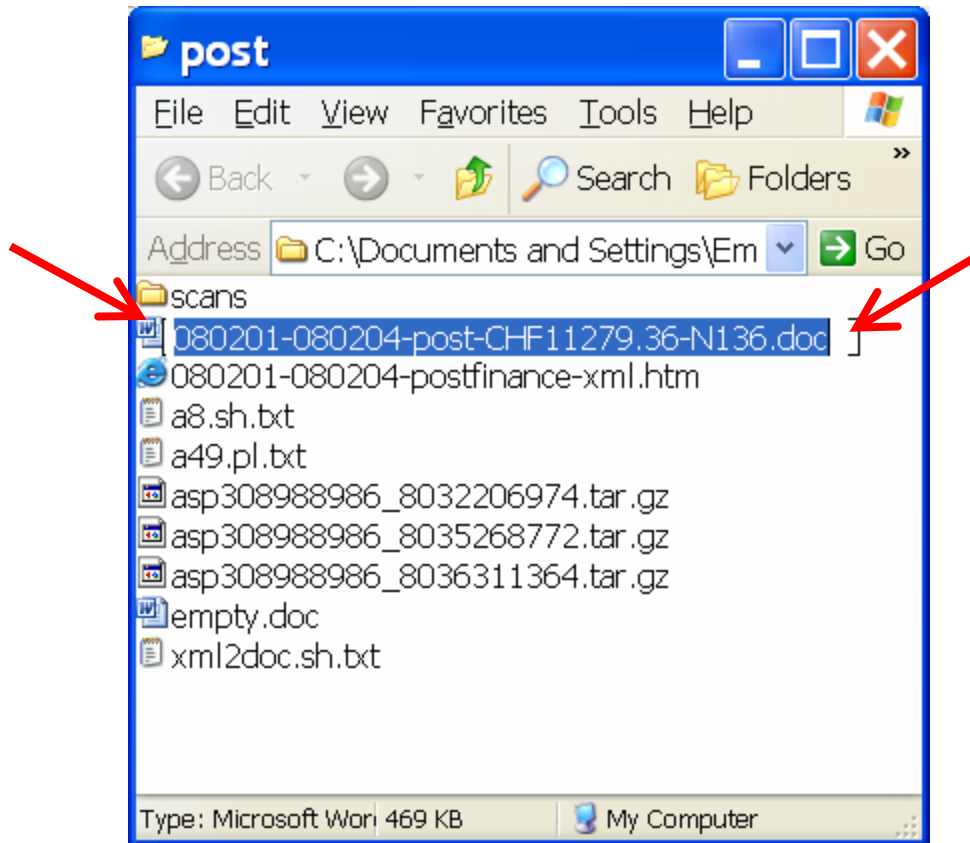 post
File Edit View Favorites Tools Help
Back Search Folders »
Address C:\Documents and Settings\Em Go
scans
080201-080204-post-CHF11279.36-N136.doc
080201-080204-postfinance-xml.htm
a8.sh.txt
a49.pl.txt
asp308988986_8032206974.tar.gz
asp308988986_8035268772.tar.gz
asp308988986_8036311364.tar.gz
empty.doc
xml2doc.sh.txt
Type: Microsoft Wor 469 KB My Computer